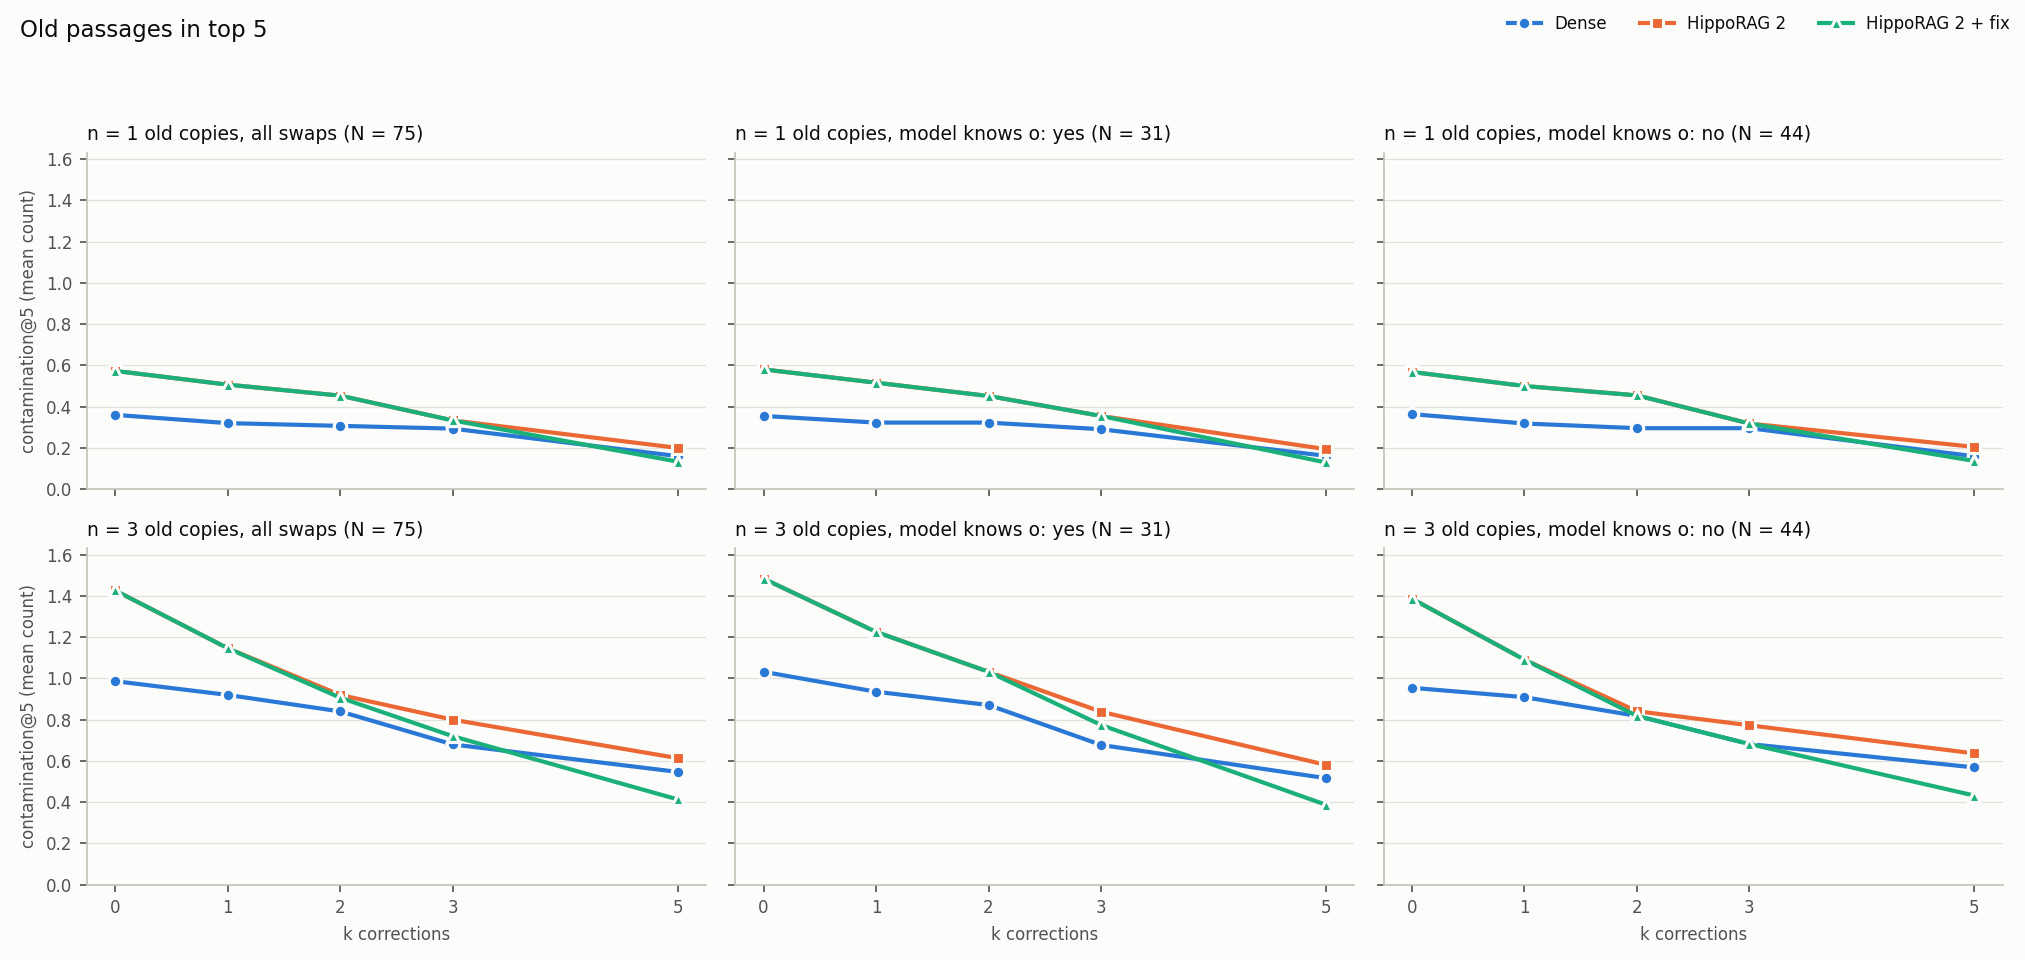 Old passages in top 5
Dense
HippoRAG 2
HippoRAG 2 + fix
n = 1 old copies, all swaps (N = 75)
n = 1 old copies, model knows o: yes (N = 31)
n = 1 old copies, model knows o: no (N = 44)
contamination@5 (mean count)
1.6
1.4
1.2
1.0
0.8
0.6
0.4
0.2
0.0
n = 3 old copies, all swaps (N = 75)
n = 3 old copies, model knows o: yes (N = 31)
n = 3 old copies, model knows o: no (N = 44)
contamination@5 (mean count)
1.6
1.4
1.2
1.0
0.8
0.6
0.4
0.2
0.0
0 1 2 3 5
0 1 2 3 5
0 1 2 3 5
k corrections
k corrections
k corrections